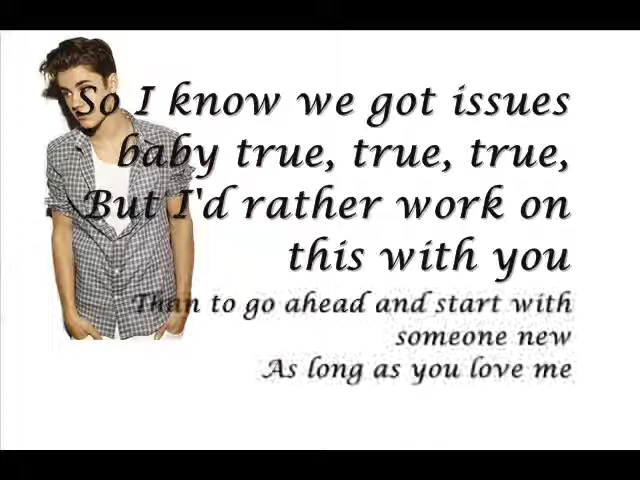 So I know we got issues
baby true, true, true,
But I'd rather work on
this with you
Than to go ahead and start with
someone new
As long as you love me